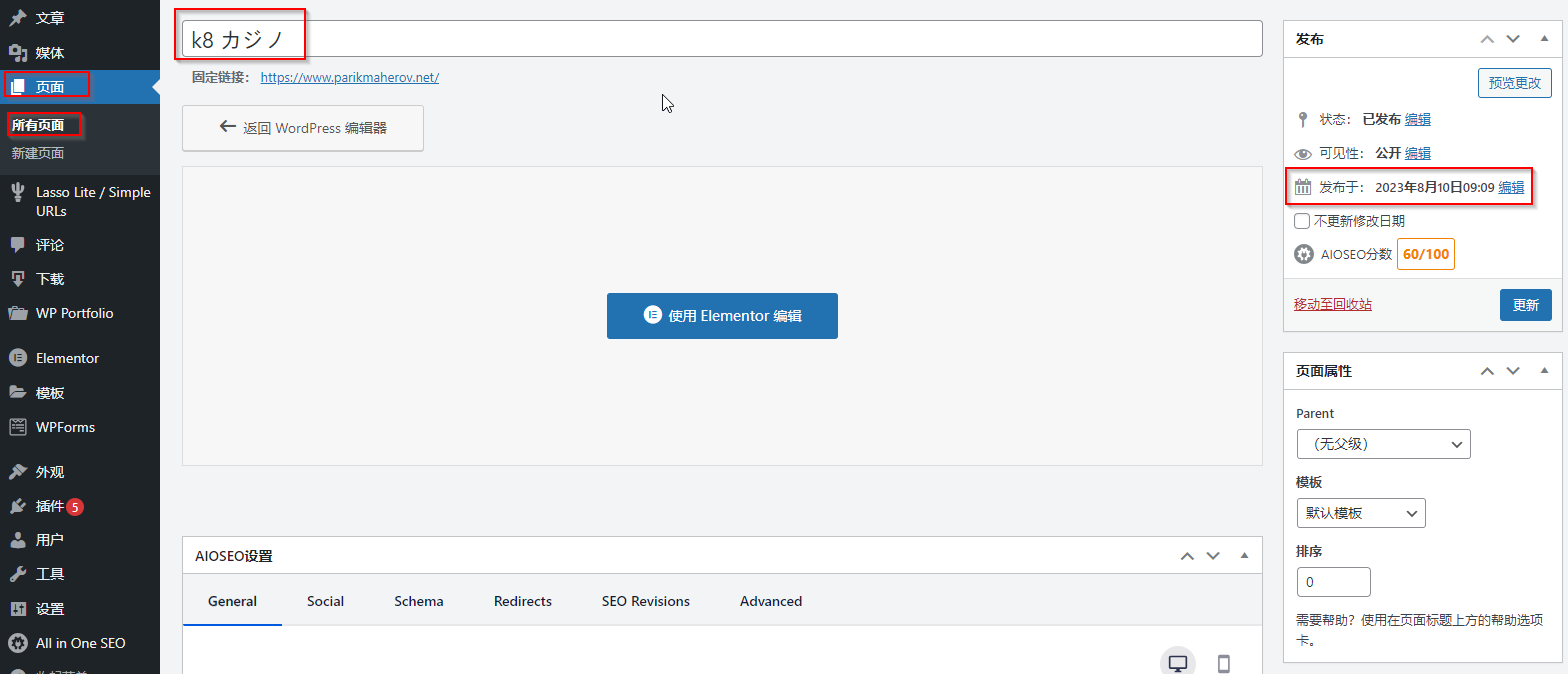 文章
媒体
页面
所有页面
新建页面
Lasso Lite / Simple
URLs
评论
下载
WP Portfolio
Elementor
模板
WPForms
外观
插件 5
用户
工具
设置
All in One SEO
k8 カジノ
固定链接： https://www.parikmaherov.net/
返回 WordPress 编辑器
使用 Elementor 编辑
AIOSEO设置
General Social Schema Redirects SEO Revisions Advanced
发布
预览更改
状态： 已发布 编辑
可见性： 公开 编辑
发布于： 2023年8月10日09:09 编辑
不更新修改日期
AIOSEO分数 60/100
移动至回收站 更新
页面属性
Parent
（无父级）
模板
默认模板
排序
0
需要帮助？使用在页面标题上方的帮助选项
卡。